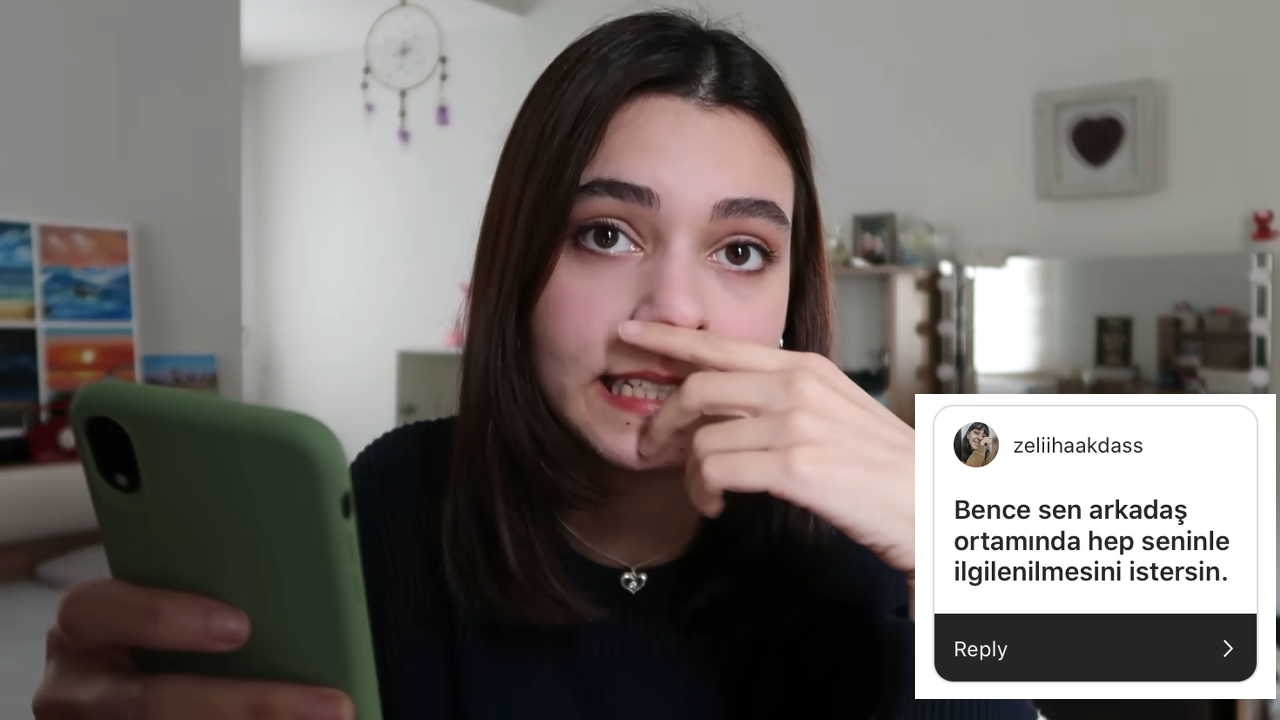 zeliihaakdass
Bence sen arkadaş
ortamında hep seninle
ilgilenilmesini istersin.
Reply